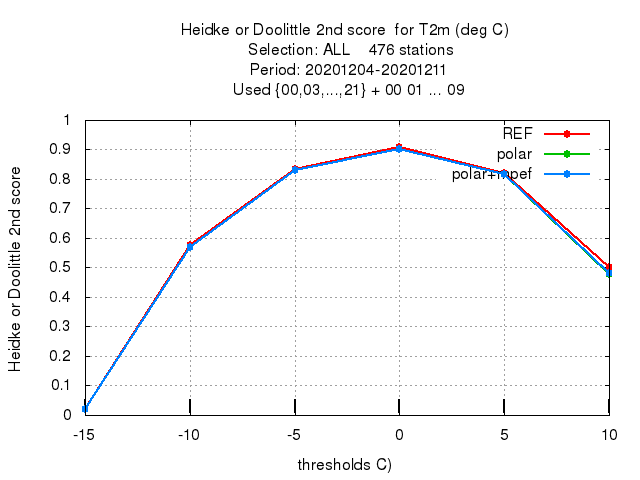 Heidke or Doolittle 2nd score  for T2m (deg C)
Selection: ALL    476 stations
Period: 20201204-20201211
Used {00,03,...,21} + 00 01 ... 09
REF
polar
polar+mpef
Heidke or Doolittle 2nd score
1
0.9
0.8
0.7
0.6
0.5
0.4
0.3
0.2
0.1
0
-15
-10
-5
0
5
10
thresholds C)